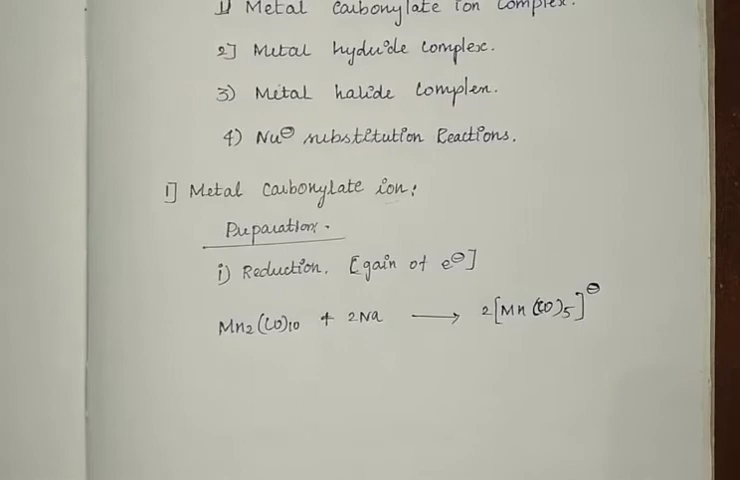 1] Metal Carbonylate ion complex.
2] Metal hydride complex.
3) Metal halide Complex.
4) Nu⊖ substitution Reactions.
1] Metal Carbonylate ion:
Preparation.
i) Reduction. [gain of e⊖]
Mn2(CO)10 + 2Na ⟶ 2[Mn(CO)5]⊖